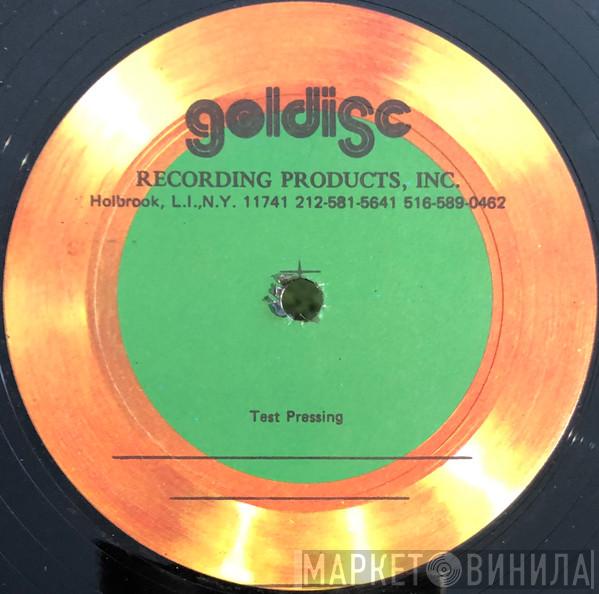 goldisc
RECORDING PRODUCTS, INC.
Holbrook, L.I.,N.Y. 11741 212-581-5641 516-589-0462
Test Pressing
МАРКЕТ ВИНИЛА